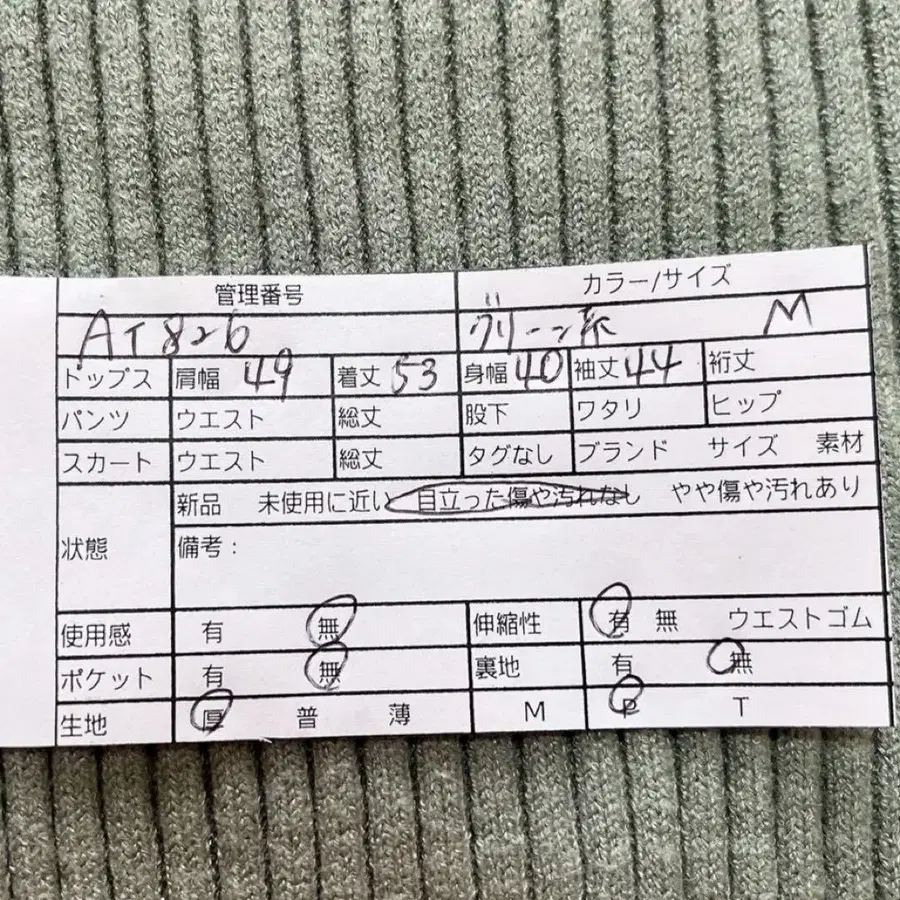 管理番号 カラー/サイズ
AT826 グリーン系 M
トップス 肩幅 49 着丈 53 身幅 40 袖丈 44 裄丈
パンツ ウエスト 総丈 股下 ワタリ ヒップ
スカート ウエスト 総丈 タグなし ブランド サイズ 素材
状態 新品 未使用に近い 目立った傷や汚れなし やや傷や汚れあり
備考：
使用感 有 無 伸縮性 有 無 ウエストゴム
ポケット 有 無 裏地 有 無
生地 厚 普 薄 M P T